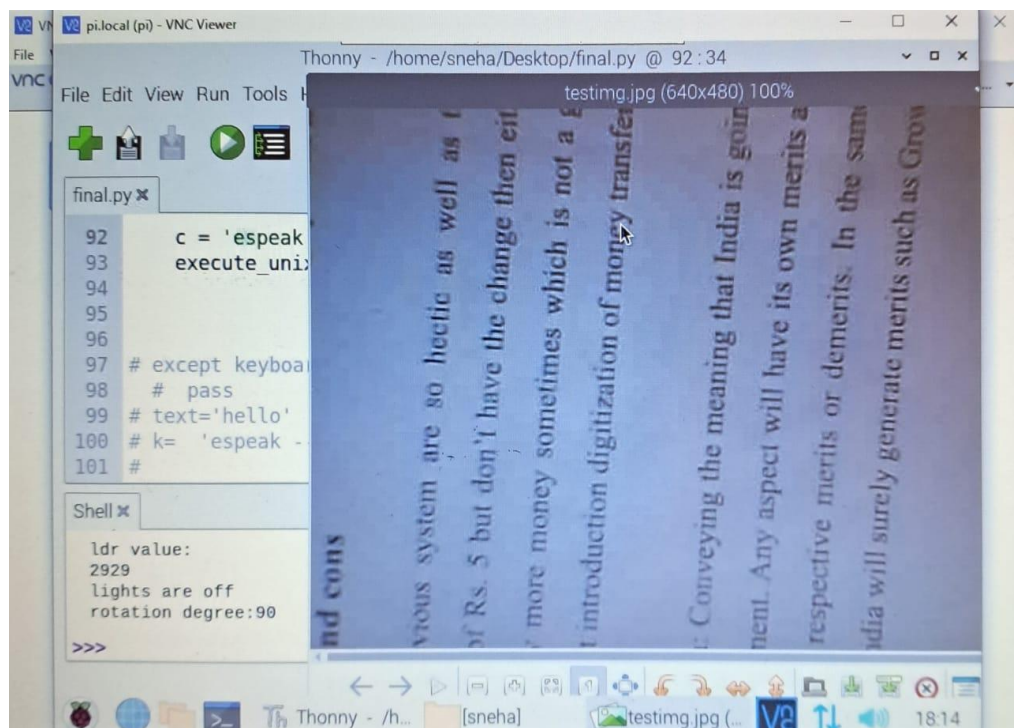 pi.local (pi) - VNC Viewer
File
Thonny - /home/sneha/Desktop/final.py @ 92:34
File Edit View Run Tools
testimg.jpg (640x480) 100%
final.py
92 c = 'espeak
93 execute_uni
94
95
96
97 # except keyboa
98 # pass
99 # text='hello'
100 # k= 'espeak -
101 #
Shell
ldr value:
2929
lights are off
rotation degree:90
>>>
nd cons
vious system are so hectic as well as
of Rs. 5 but don't have the change then eit
more money sometimes which is not a g
introduction digitization of money transfe
: Conveying the meaning that India is goin
ment. Any aspect will have its own merits a
respective merits or demerits. In the sam
dia will surely generate merits such as Grow
Thonny - /h...
[sneha]
testimg.jpg (...
18:14